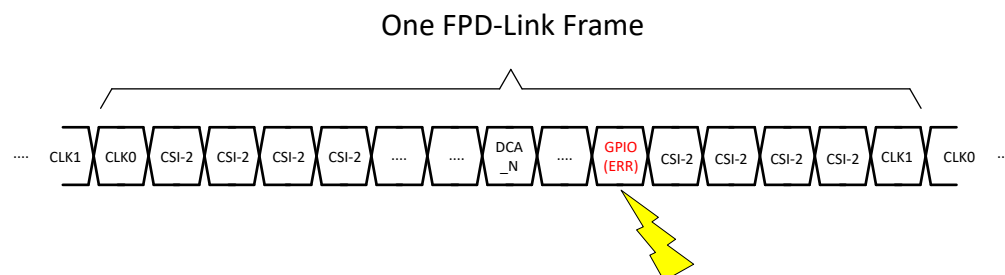 One FPD-Link Frame
.... CLK1 CLK0 CSI-2 CSI-2 CSI-2 CSI-2 .... .... DCA .... GPIO CSI-2 CSI-2 CSI-2 CSI-2 CLK1 CLK0 ...
_N (ERR)